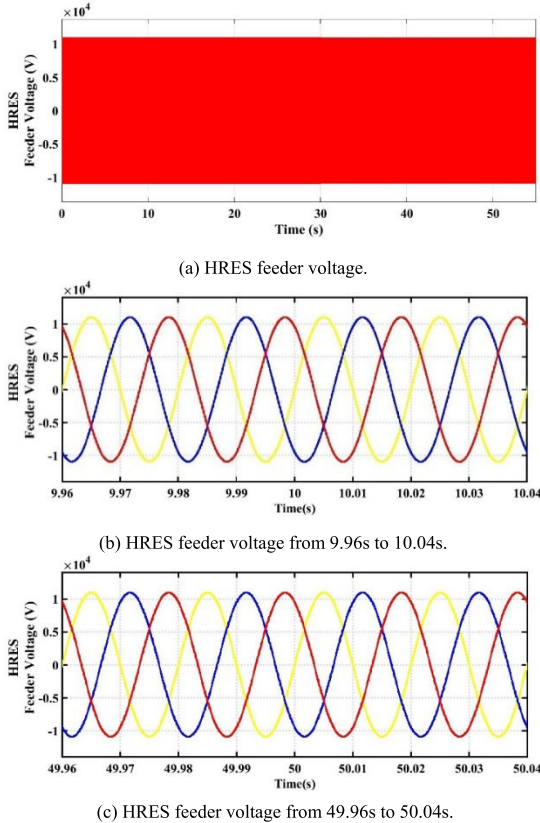 ×10⁴
1
0.5
0
-0.5
-1
HRES
Feeder Voltage (V)
0 10 20 30 40 50
Time (s)
(a) HRES feeder voltage.
×10⁴
1
0.5
0
-0.5
-1
HRES
Feeder Voltage (V)
9.96 9.97 9.98 9.99 10 10.01 10.02 10.03 10.04
Time(s)
(b) HRES feeder voltage from 9.96s to 10.04s.
×10⁴
1
0.5
0
-0.5
-1
HRES
Feeder Voltage (V)
49.96 49.97 49.98 49.99 50 50.01 50.02 50.03 50.04
Time(s)
(c) HRES feeder voltage from 49.96s to 50.04s.